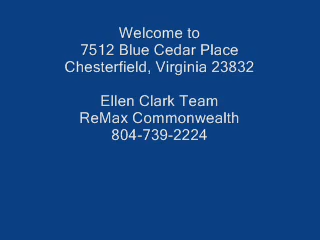 Welcome to
7512 Blue Cedar Place
Chesterfield, Virginia 23832
Ellen Clark Team
ReMax Commonwealth
804-739-2224